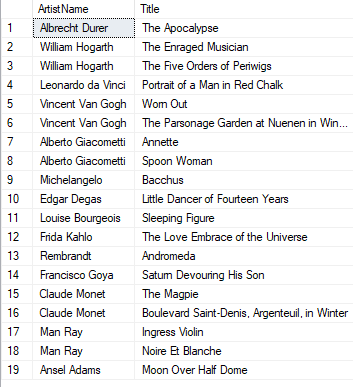 ArtistName Title
1 Albrecht Durer The Apocalypse
2 William Hogarth The Enraged Musician
3 William Hogarth The Five Orders of Periwigs
4 Leonardo da Vinci Portrait of a Man in Red Chalk
5 Vincent Van Gogh Worn Out
6 Vincent Van Gogh The Parsonage Garden at Nuenen in Win...
7 Alberto Giacometti Annette
8 Alberto Giacometti Spoon Woman
9 Michelangelo Bacchus
10 Edgar Degas Little Dancer of Fourteen Years
11 Louise Bourgeois Sleeping Figure
12 Frida Kahlo The Love Embrace of the Universe
13 Rembrandt Andromeda
14 Francisco Goya Saturn Devouring His Son
15 Claude Monet The Magpie
16 Claude Monet Boulevard Saint-Denis, Argenteuil, in Winter
17 Man Ray Ingress Violin
18 Man Ray Noire Et Blanche
19 Ansel Adams Moon Over Half Dome